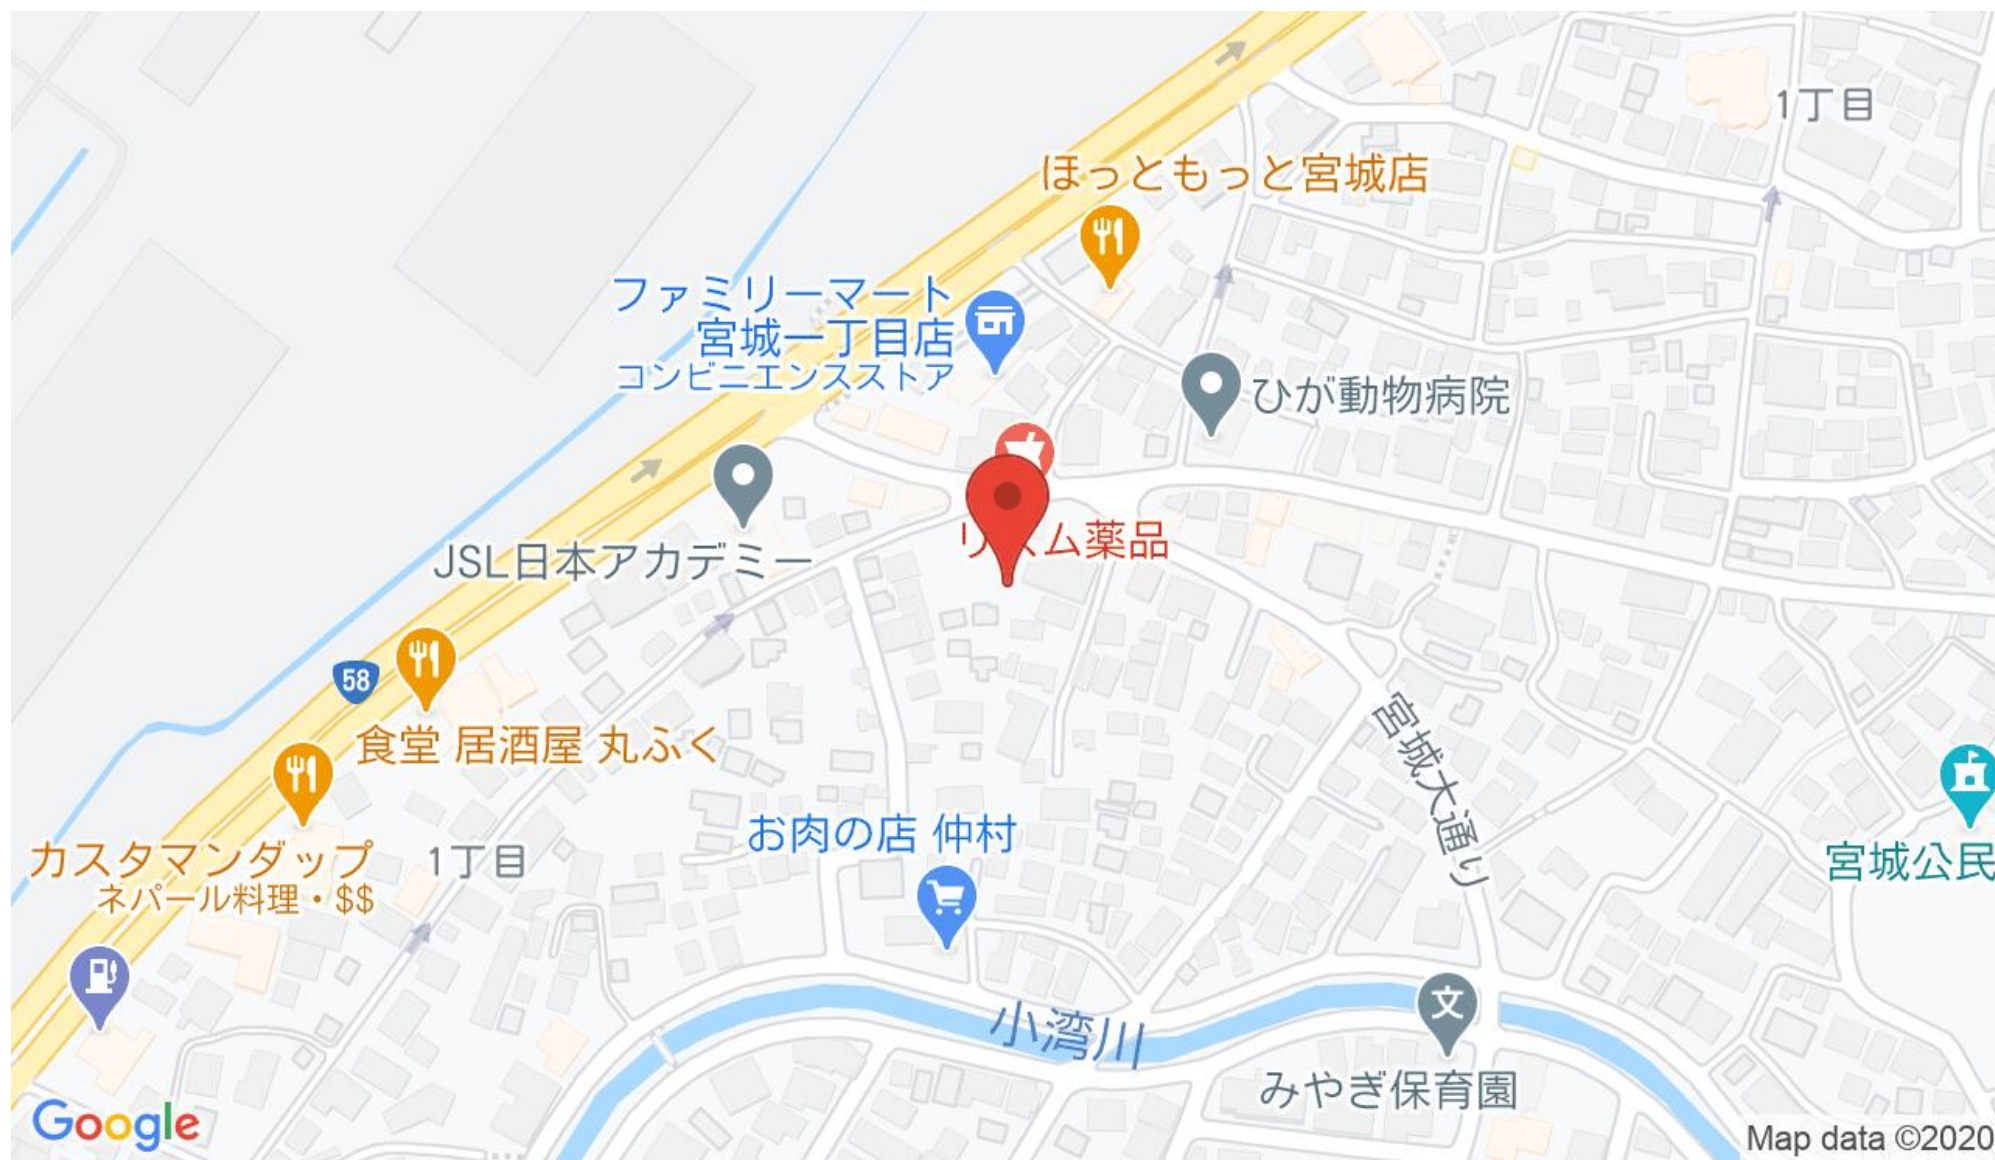 1丁目
ほっともっと宮城店
ファミリーマート
宮城一丁目店
コンビニエンスストア
ひが動物病院
JSL日本アカデミー
ム薬品
58
食堂 居酒屋 丸ふく
宮城大通り
カスタマンダップ
ネパール料理・$$
1丁目
お肉の店 仲村
宮城公民
小湾川
文
みやぎ保育園
Google
Map data ©2020